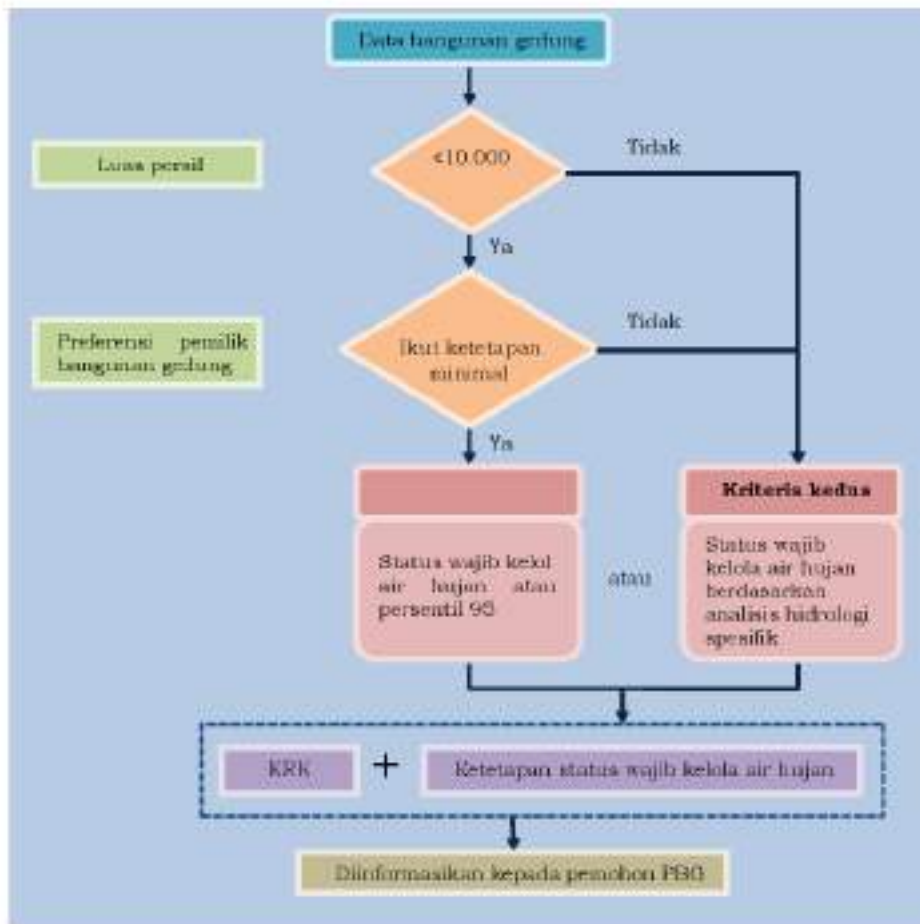 Data bangunan gedung
<10.000
Tidak
Luas persil
Ya
Ikut ketetapan
minimal
Tidak
Preferensi pemilik
bangunan gedung
Ya
Kriteria kedua
Status wajib kelol
air hujan atau
persentil 95
atau
Status wajib
kelola air hujan
berdasarkan
analisis hidrologi
spesifik
KRK
+
Ketetapan status wajib kelola air hujan
Diinformasikan kepada pemohon PBG